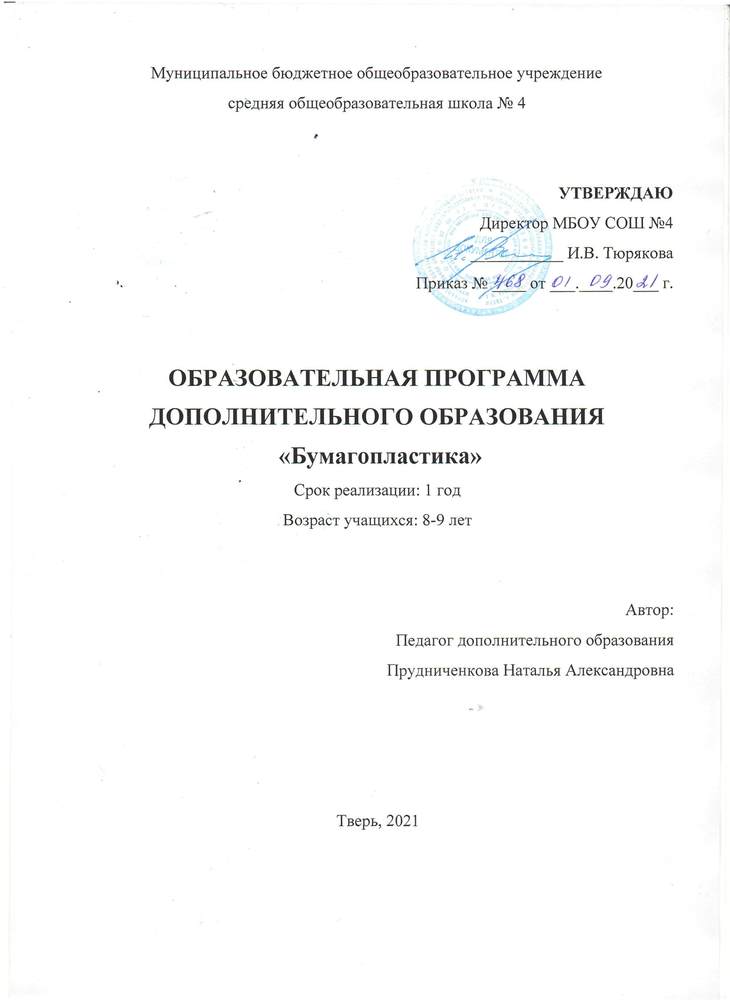 Муниципальное бюджетное общеобразовательное учреждение
средняя общеобразовательная школа № 4
УТВЕРЖДАЮ
Директор МБОУ СОШ №4
И.В. Тюрякова
Приказ № 468 от 01.09.2021 г.
ДЛЯ
ДОКУМЕНТОВ
ОБРАЗОВАТЕЛЬНАЯ ПРОГРАММА
ДОПОЛНИТЕЛЬНОГО ОБРАЗОВАНИЯ
«Бумагопластика»
Срок реализации: 1 год
Возраст учащихся: 8-9 лет
Автор:
Педагог дополнительного образования
Прудниченкова Наталья Александровна
Тверь, 2021